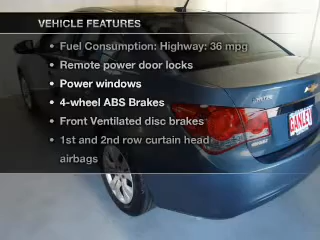 VEHICLE FEATURES
• Fuel Consumption: Highway: 36 mpg
• Remote power door locks
• Power windows
• 4-wheel ABS Brakes
• Front Ventilated disc brakes
• 1st and 2nd row curtain head
airbags
GANLEY